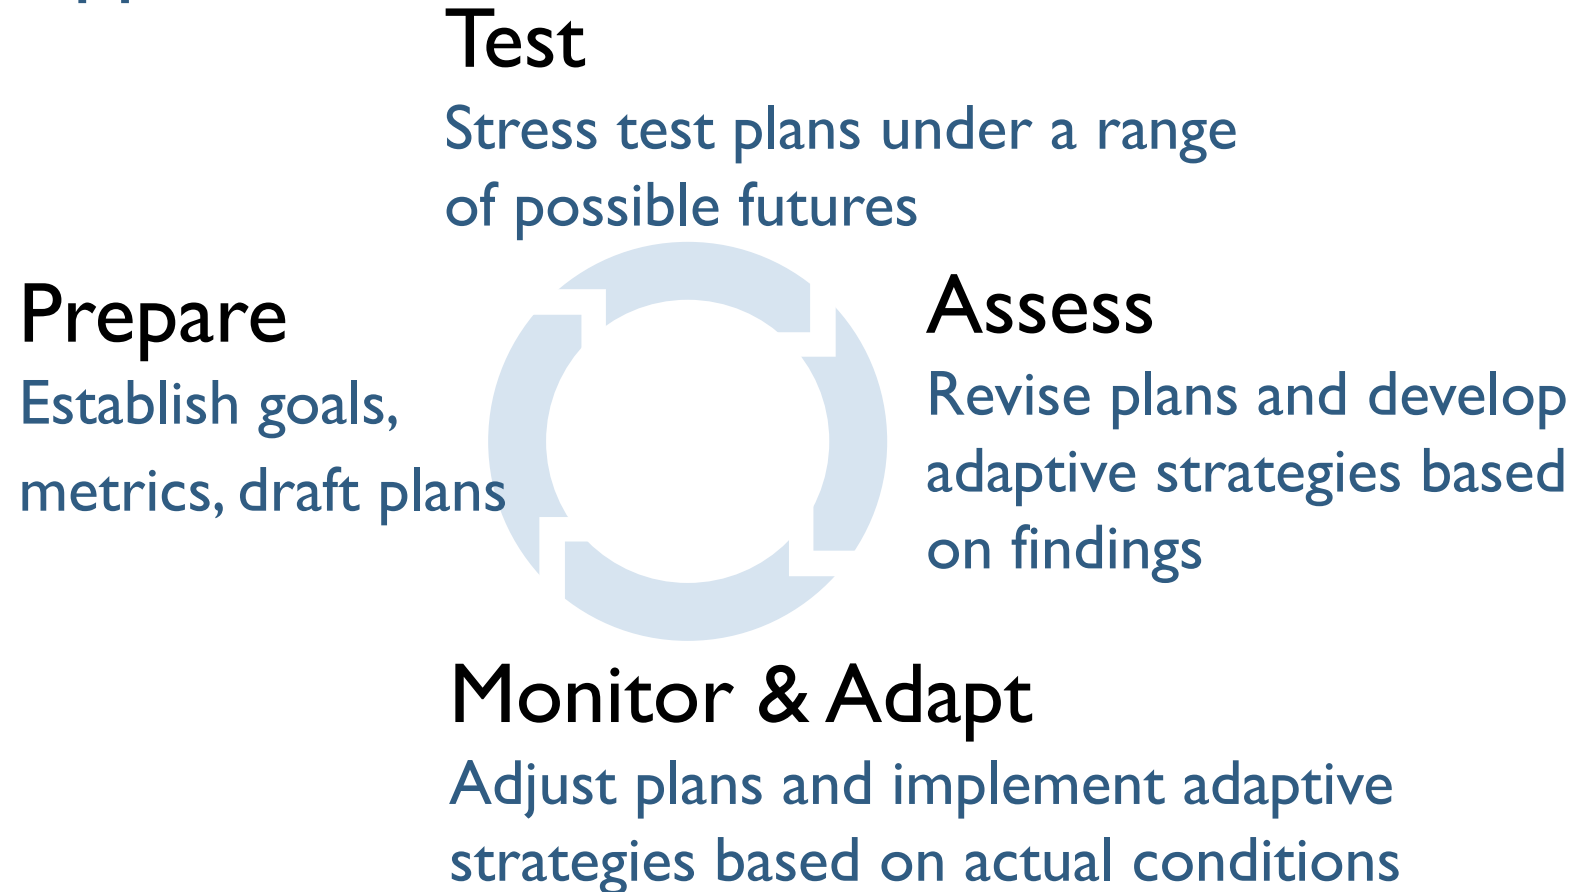 Test
Stress test plans under a range
of possible futures
Prepare
Establish goals,
metrics, draft plans
Assess
Revise plans and develop
adaptive strategies based
on findings
Monitor & Adapt
Adjust plans and implement adaptive
strategies based on actual conditions